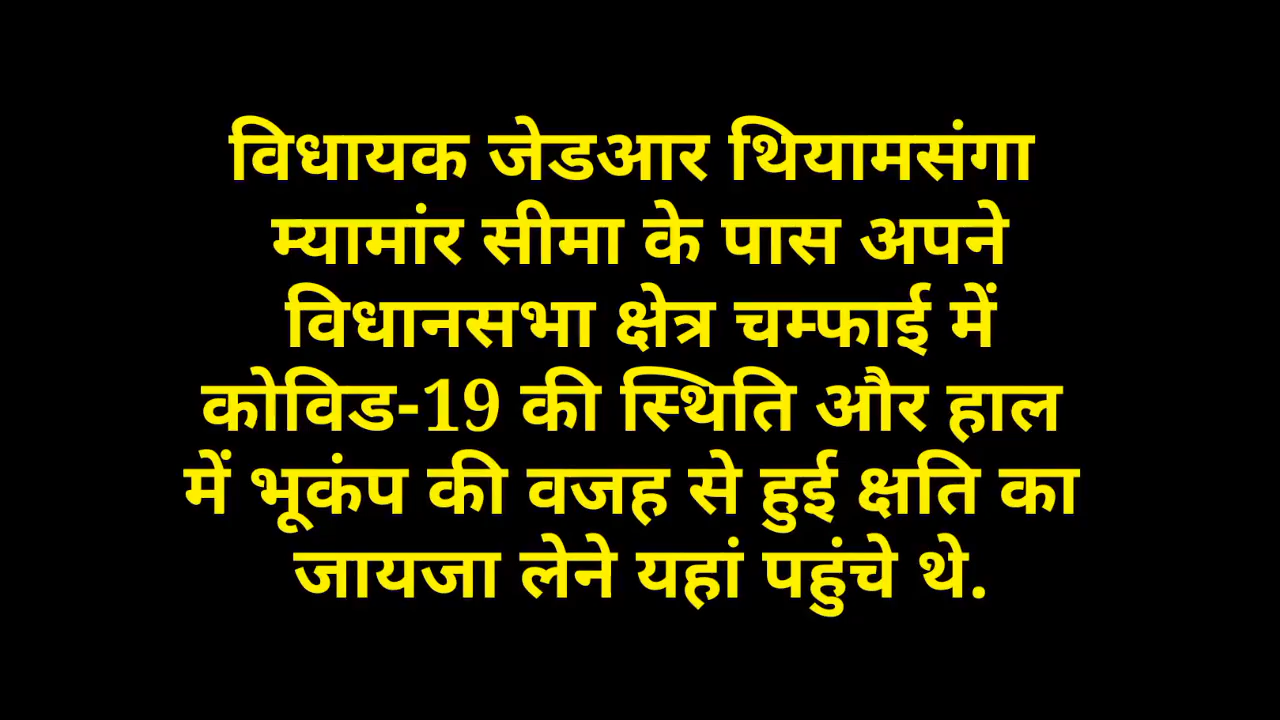 विधायक जेडआर थियामसंगा
म्यामांर सीमा के पास अपने
विधानसभा क्षेत्र चम्फाई में
कोविड-19 की स्थिति और हाल
में भूकंप की वजह से हुई क्षति का
जायजा लेने यहां पहुंचे थे.